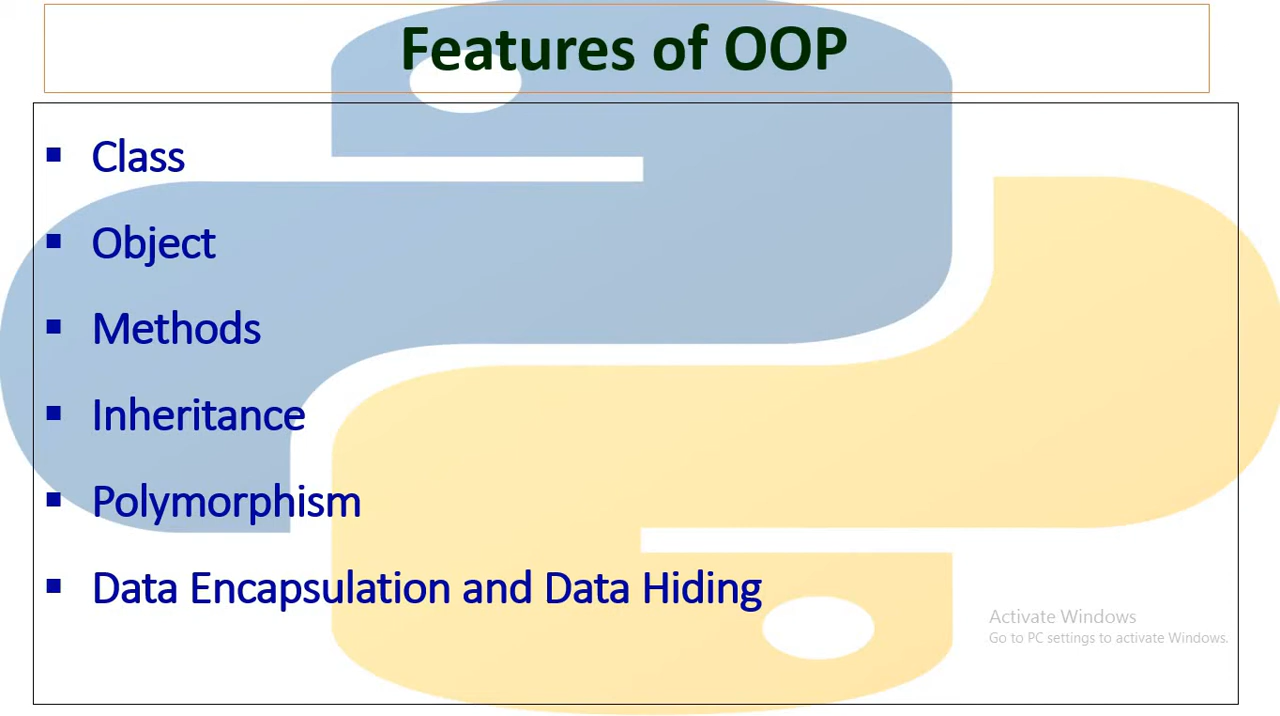 Features of OOP
▪ Class
▪ Object
▪ Methods
▪ Inheritance
▪ Polymorphism
▪ Data Encapsulation and Data Hiding
Activate Windows
Go to PC settings to activate Windows.